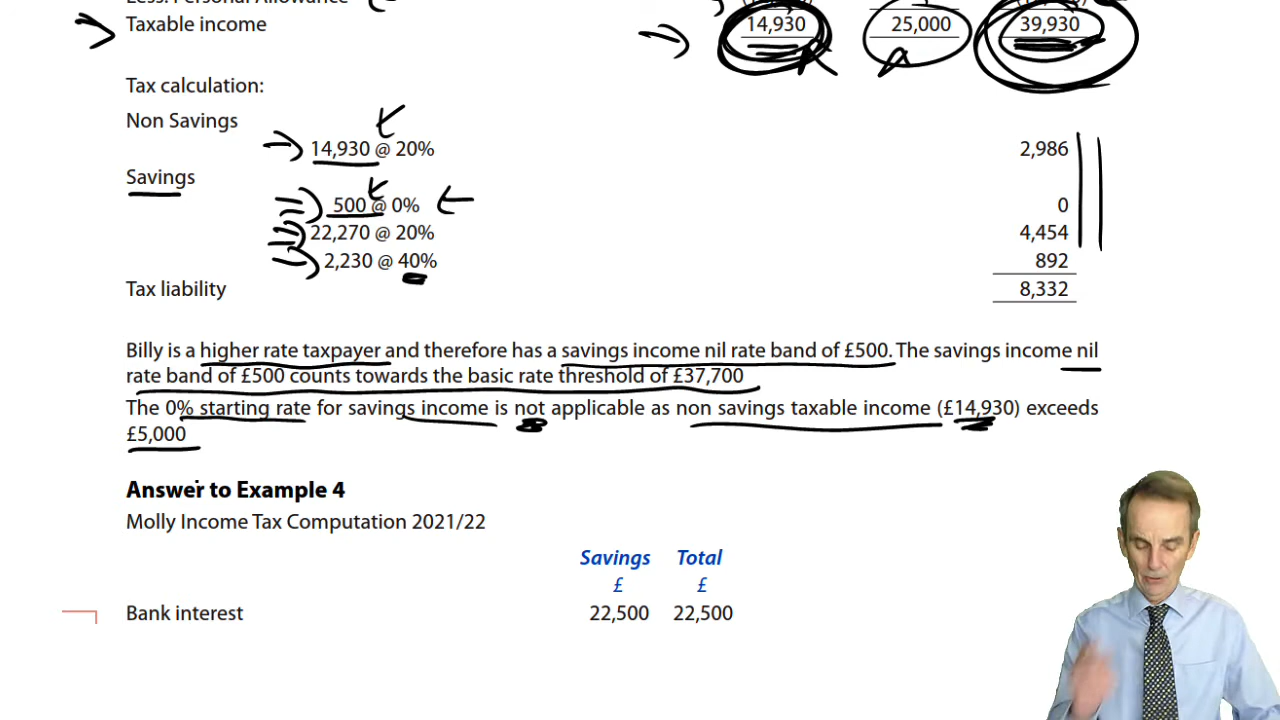 Taxable income 14,930 25,000 39,930
Tax calculation:
Non Savings
14,930 @ 20% 2,986
Savings
500 @ 0% 0
22,270 @ 20% 4,454
2,230 @ 40% 892
Tax liability 8,332
Billy is a higher rate taxpayer and therefore has a savings income nil rate band of £500. The savings income nil
rate band of £500 counts towards the basic rate threshold of £37,700
The 0% starting rate for savings income is not applicable as non savings taxable income (£14,930) exceeds
£5,000
Answer to Example 4
Molly Income Tax Computation 2021/22
Savings Total
£ £
Bank interest 22,500 22,500